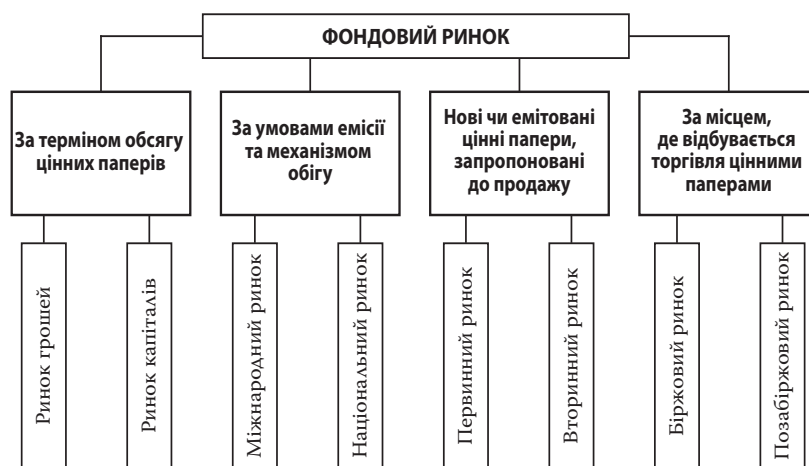 ФОНДОВИЙ РИНОК
За терміном обсягу
цінних паперів
За умовами емісії
та механізмом
обігу
Нові чи емітовані
цінні папери,
запропоновані
до продажу
За місцем,
де відбувається
торгівля цінними
паперами
Ринок грошей
Ринок капіталів
Міжнародний ринок
Національний ринок
Первинний ринок
Вторинний ринок
Біржовий ринок
Позабіржовий ринок